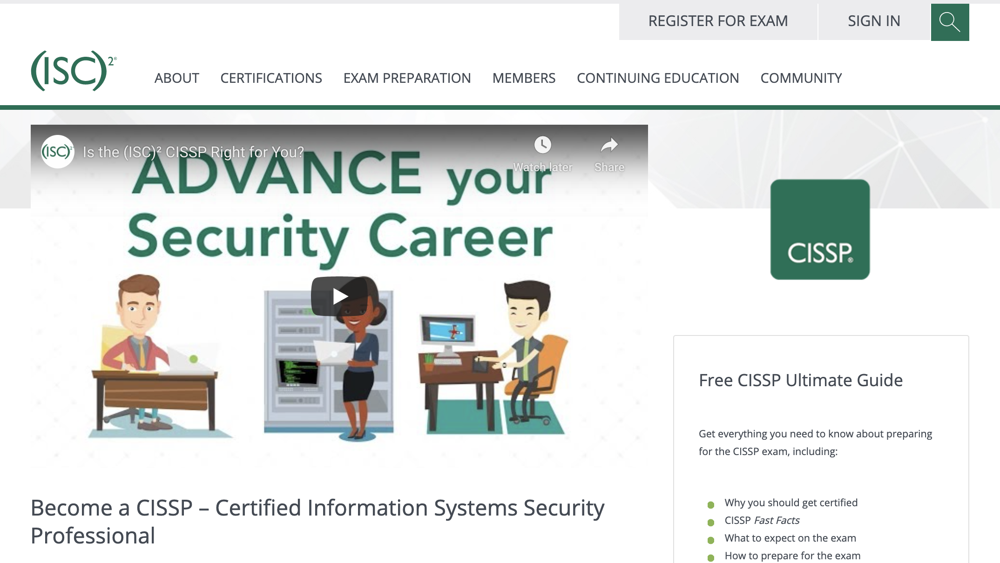 REGISTER FOR EXAM
SIGN IN
(ISC)²®
ABOUT
CERTIFICATIONS
EXAM PREPARATION
MEMBERS
CONTINUING EDUCATION
COMMUNITY
(ISC)²
Is the (ISC)² CISSP Right for You?
Watch later
Share
ADVANCE your
Security Career
CISSP®
Become a CISSP – Certified Information Systems Security
Professional
Free CISSP Ultimate Guide
Get everything you need to know about preparing
for the CISSP exam, including:
Why you should get certified
CISSP Fast Facts
What to expect on the exam
How to prepare for the exam